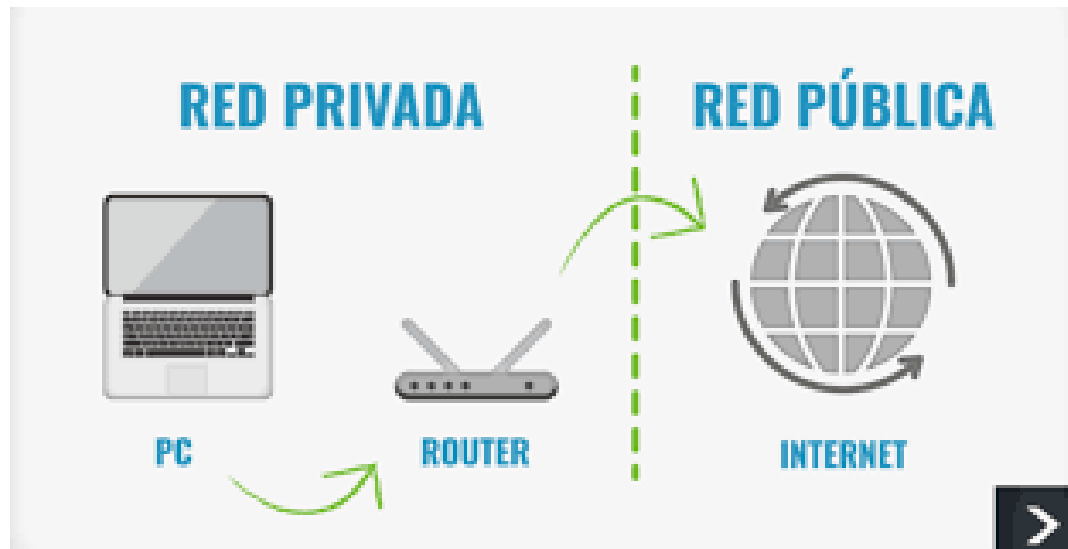 RED PRIVADA
RED PÚBLICA
PC
ROUTER
INTERNET